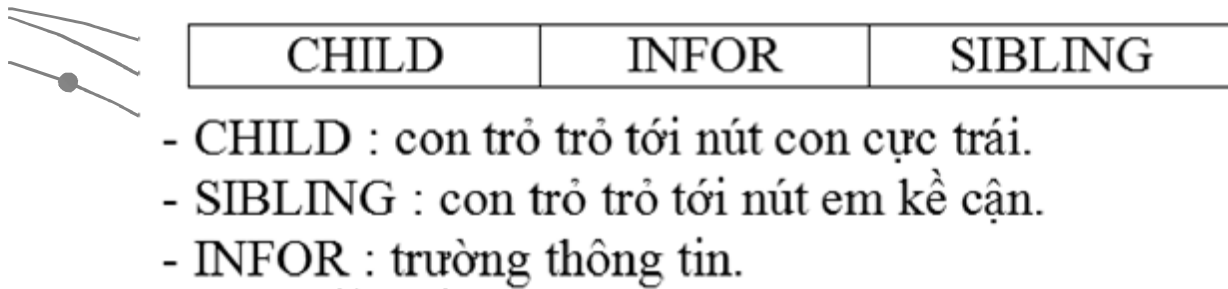 CHILD INFOR SIBLING
- CHILD : con trỏ trỏ tới nút con cực trái.
- SIBLING : con trỏ trỏ tới nút em kề cận.
- INFOR : trường thông tin.